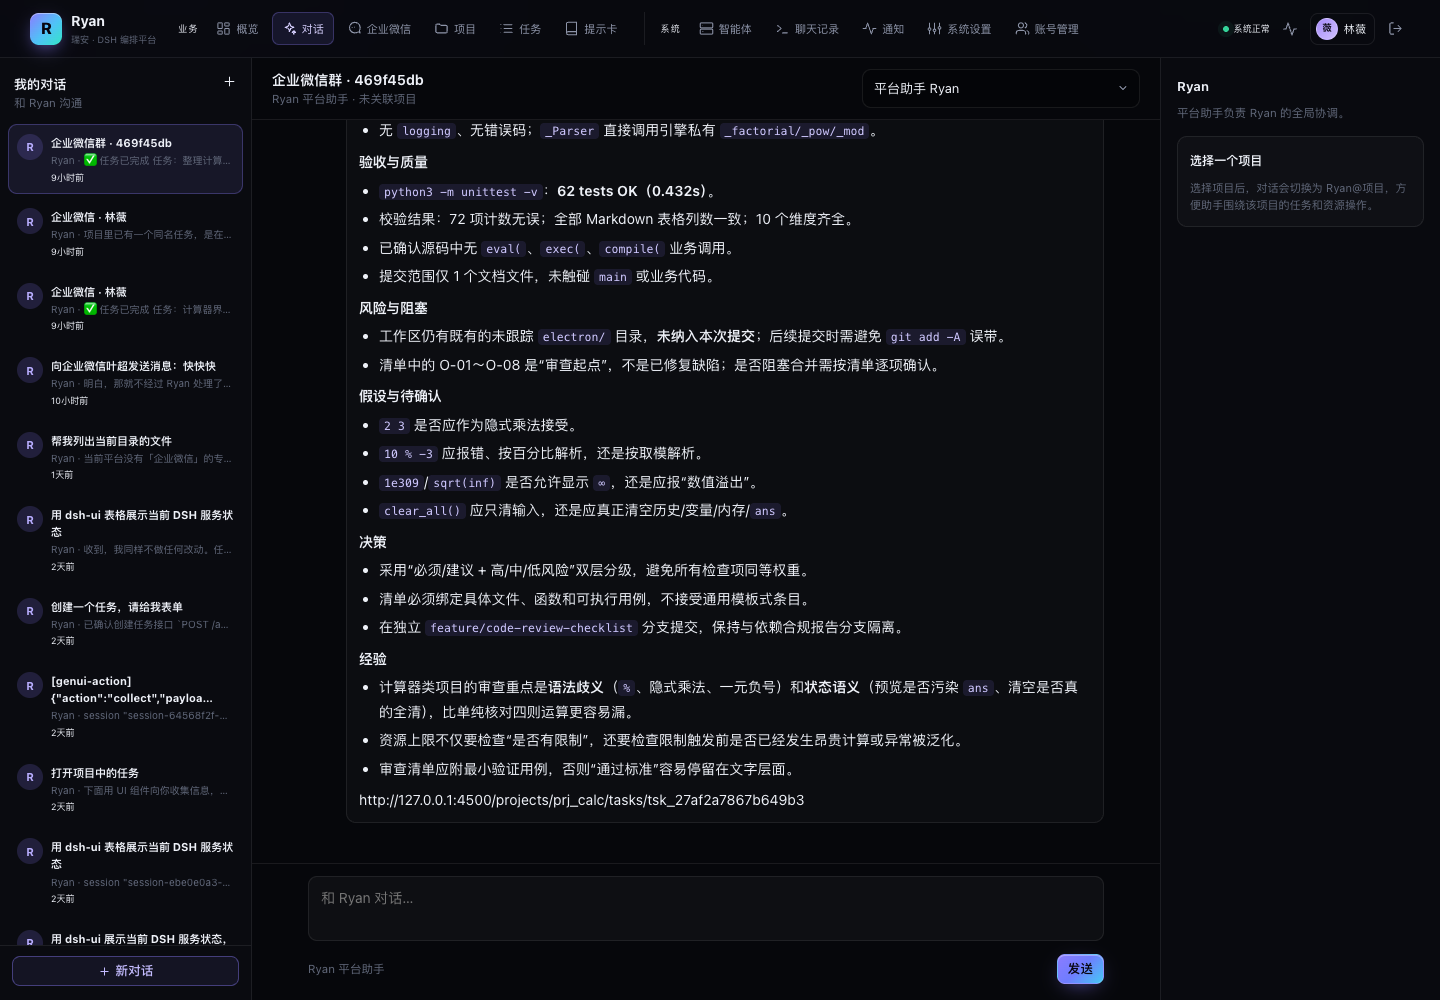 R
Ryan
瑞安 · DSH 编排平台
业务
概览
对话
企业微信
项目
任务
提示卡
系统
智能体
聊天记录
通知
系统设置
账号管理
系统正常
薇
林薇
我的对话
和 Ryan 沟通
R
企业微信群 · 469f45db
Ryan · ✅ 任务已完成 任务：整理计算...
9小时前
R
企业微信 · 林薇
Ryan · 项目里已有一个同名任务，是在...
9小时前
R
企业微信 · 林薇
Ryan · ✅ 任务已完成 任务：计算器界...
9小时前
R
向企业微信叶超发送消息：快快快
Ryan · 明白，那就不经过 Ryan 处理了...
10小时前
R
帮我列出当前目录的文件
Ryan · 当前平台没有「企业微信」的专...
1天前
R
用 dsh-ui 表格展示当前 DSH 服务状
态
Ryan · 收到，我同样不做任何改动。任...
2天前
R
创建一个任务，请给我表单
Ryan · 已确认创建任务接口 `POST /a...
2天前
R
[genui-action]
{"action":"collect","payloa...
Ryan · session "session-64568f2f-...
2天前
R
打开项目中的任务
Ryan · 下面用 UI 组件向你收集信息，...
2天前
R
用 dsh-ui 表格展示当前 DSH 服务状
态
Ryan · session "session-ebe0e0a3-...
2天前
R
用 dsh-ui 展示当前 DSH 服务状态，
+ 新对话
企业微信群 · 469f45db
Ryan 平台助手 · 未关联项目
平台助手 Ryan
• 无 logging、无错误码；_Parser 直接调用引擎私有 _factorial/_pow/_mod。
验收与质量
• python3 -m unittest -v：62 tests OK（0.432s）。
• 校验结果：72 项计数无误；全部 Markdown 表格列数一致；10 个维度齐全。
• 已确认源码中无 eval(、exec(、compile( 业务调用。
• 提交范围仅 1 个文档文件，未触碰 main 或业务代码。
风险与阻塞
• 工作区仍有既有的未跟踪 electron/ 目录，未纳入本次提交；后续提交时需避免 git add -A 误带。
• 清单中的 O-01～O-08 是“审查起点”，不是已修复缺陷；是否阻塞合并需按清单逐项确认。
假设与待确认
• 2 3 是否应作为隐式乘法接受。
• 10 % -3 应报错、按百分比解析，还是按取模解析。
• 1e309 / sqrt(inf) 是否允许显示 ∞，还是应报“数值溢出”。
• clear_all() 应只清输入，还是应真正清空历史/变量/内存/ans。
决策
• 采用“必须/建议 + 高/中/低风险”双层分级，避免所有检查项同等权重。
• 清单必须绑定具体文件、函数和可执行用例，不接受通用模板式条目。
• 在独立 feature/code-review-checklist 分支提交，保持与依赖合规报告分支隔离。
经验
• 计算器类项目的审查重点是语法歧义（%、隐式乘法、一元负号）和状态语义（预览是否污染 ans、清空是否真
的全清），比单纯核对四则运算更容易漏。
• 资源上限不仅要检查“是否有限制”，还要检查限制触发前是否已经发生昂贵计算或异常被泛化。
• 审查清单应附最小验证用例，否则“通过标准”容易停留在文字层面。
http://127.0.0.1:4500/projects/prj_calc/tasks/tsk_27af2a7867b649b3
和 Ryan 对话...
Ryan 平台助手
发送
Ryan
平台助手负责 Ryan 的全局协调。
选择一个项目
选择项目后，对话会切换为 Ryan@项目，方
便助手围绕该项目的任务和资源操作。